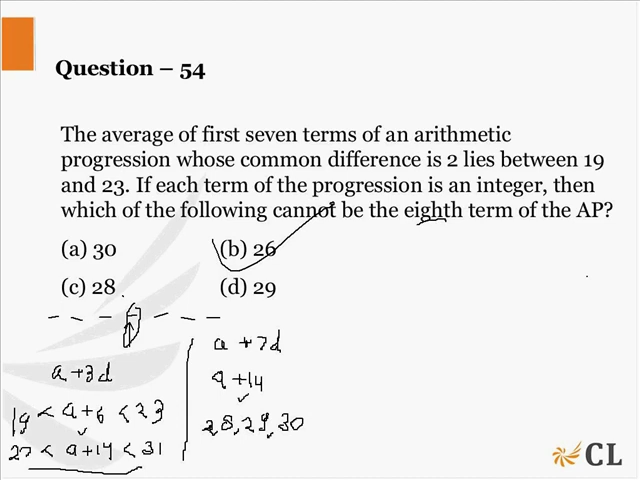 Question – 54
The average of first seven terms of an arithmetic
progression whose common difference is 2 lies between 19
and 23. If each term of the progression is an integer, then
which of the following cannot be the eighth term of the AP?
(a) 30 (b) 26
(c) 28 (d) 29
a + 7d
a + 3d
a + 14
19 < a + 6 < 23
28, 29, 30
27 < a + 14 < 31
CL